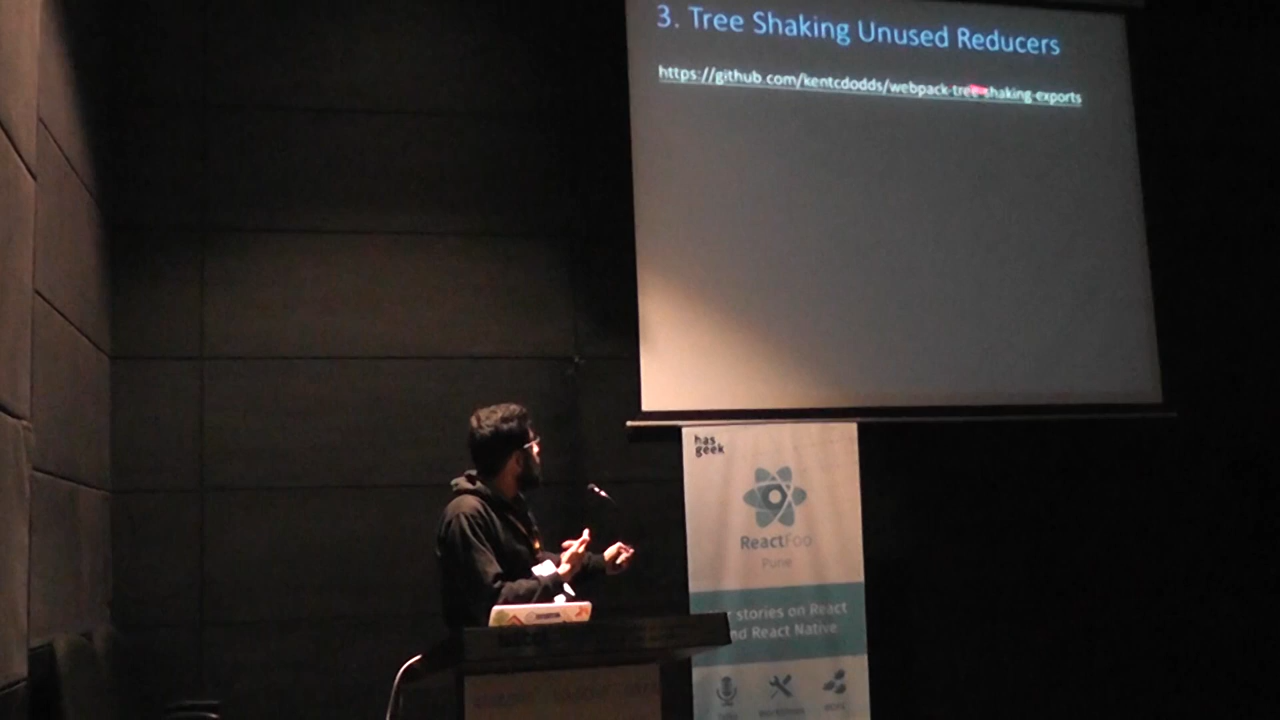 3. Tree Shaking Unused Reducers
https://github.com/kentcdodds/webpack-tree-shaking-exports
has
geek
ReactFoo
Pune
stories on React
and React Native